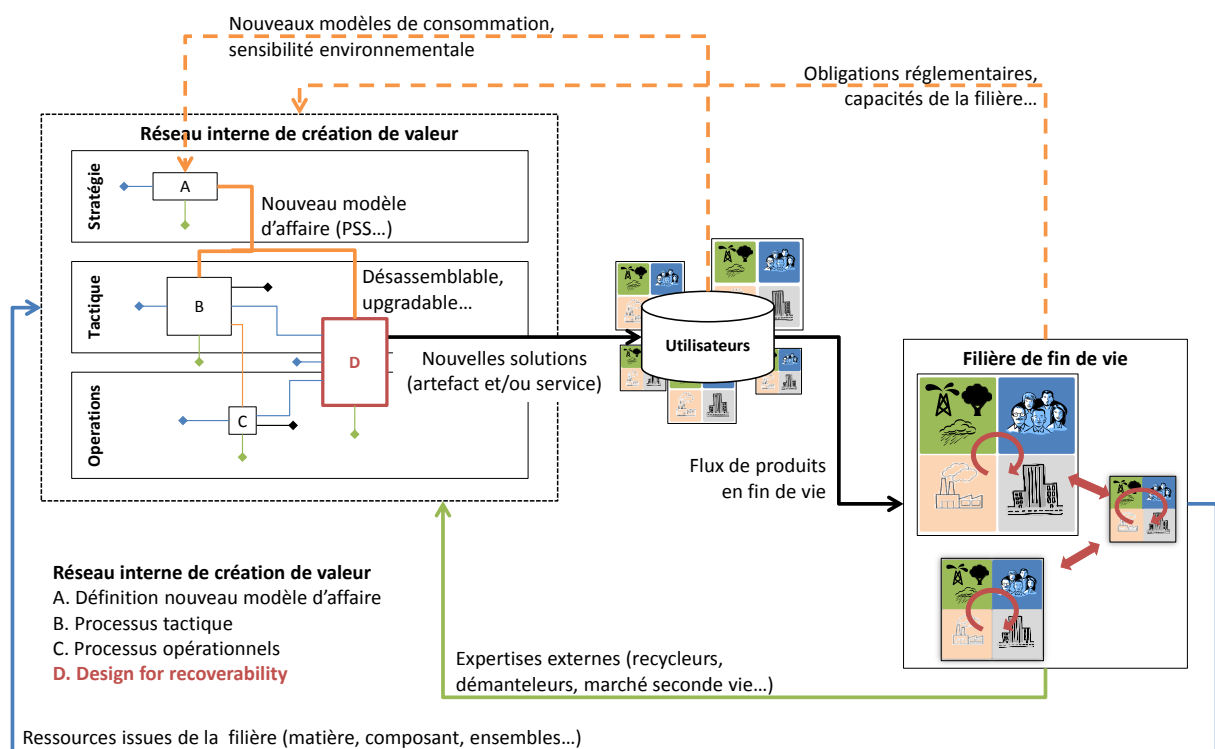 Nouveaux modèles de consommation,
sensibilité environnementale
Obligations réglementaires,
capacités de la filière…
Réseau interne de création de valeur
Stratégie
A
Nouveau modèle
d’affaire (PSS…)
Tactique
B
Désassemblable,
upgradable…
D
Operations
C
Nouvelles solutions
(artefact et/ou service)
Utilisateurs
Filière de fin de vie
Flux de produits
en fin de vie
Réseau interne de création de valeur
A. Définition nouveau modèle d’affaire
B. Processus tactique
C. Processus opérationnels
D. Design for recoverability
Expertises externes (recycleurs,
démanteleurs, marché seconde vie…)
Ressources issues de la filière (matière, composant, ensembles…)